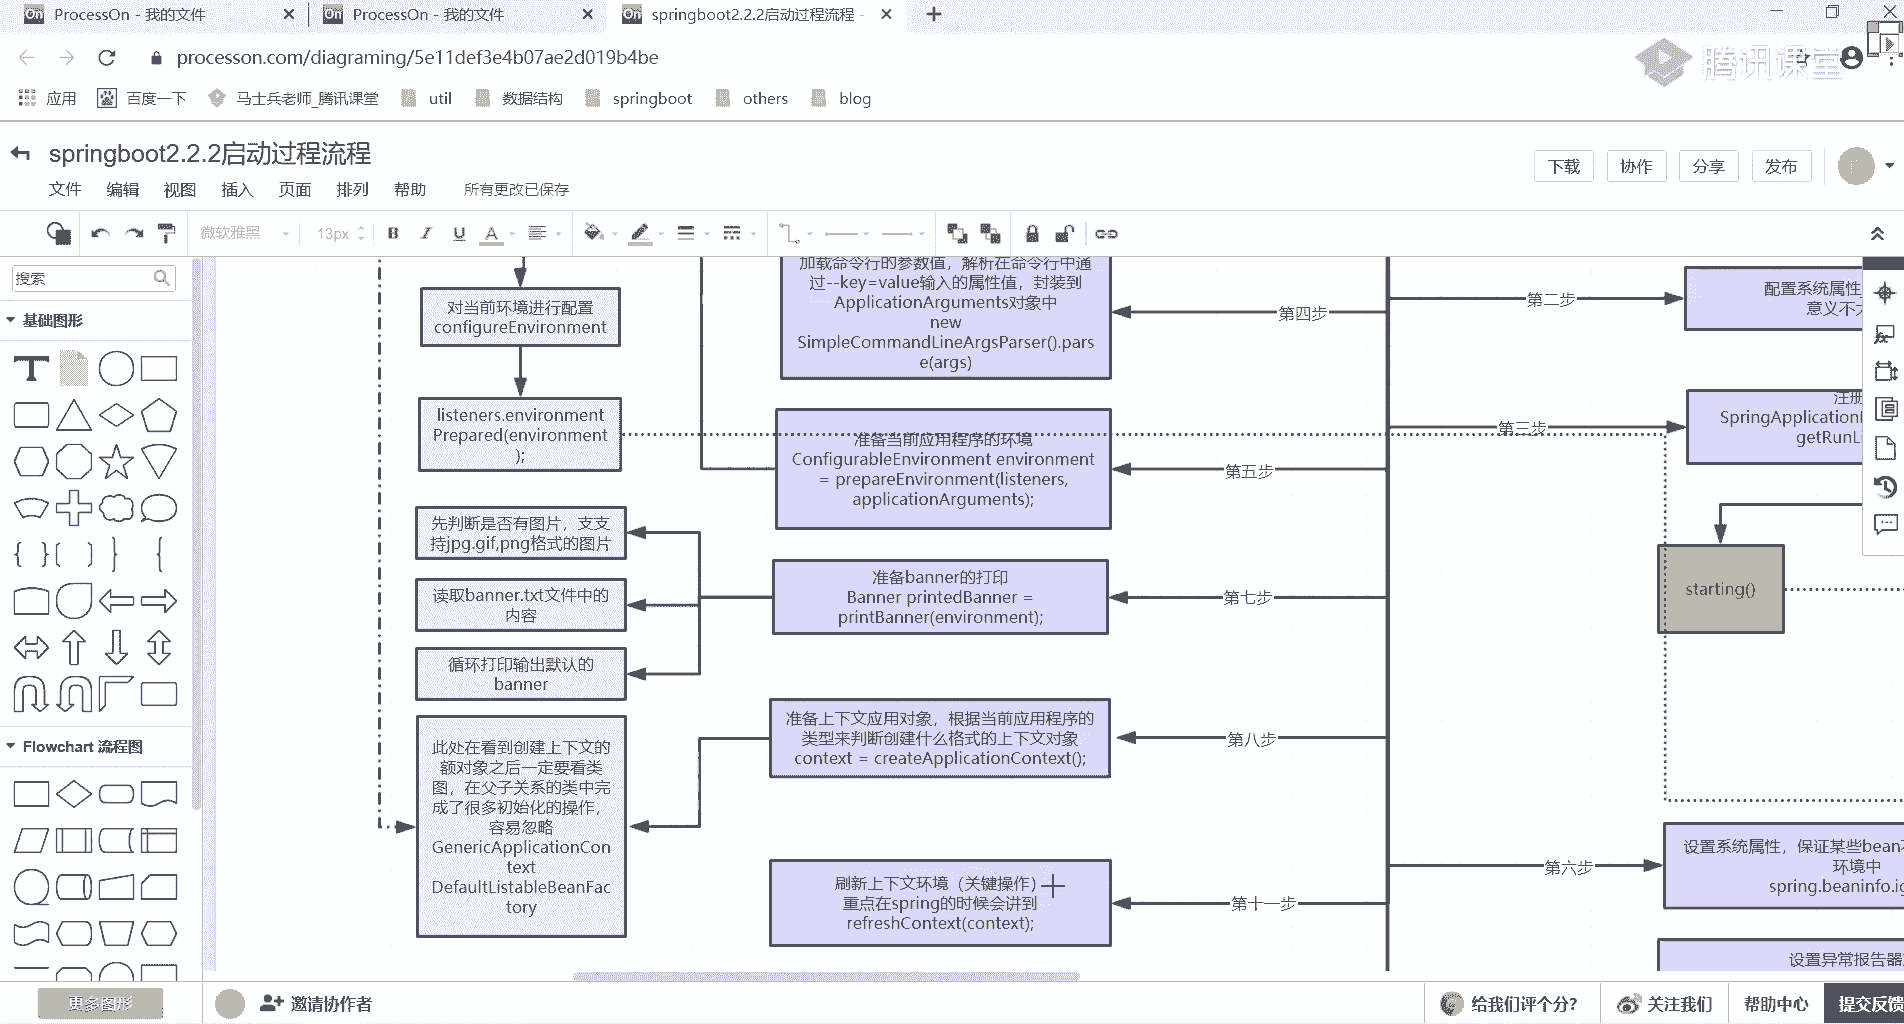 ProcessOn - 我的文件
ProcessOn - 我的文件
springboot2.2.2启动过程流程 -
processon.com/diagraming/5e11def3e4b07ae2d019b4be
腾讯课堂
应用
百度一下
马士兵老师_腾讯课堂
util
数据结构
springboot
others
blog
springboot2.2.2启动过程流程
下载
协作
分享
发布
文件
编辑
视图
插入
页面
排列
帮助
所有更改已保存
微软雅黑
13px
B
I
U
A
搜索
基础图形
T
Flowchart 流程图
更多图形
对当前环境进行配置
configureEnvironment
listeners.environment
Prepared(environment
);
先判断是否有图片，支支
持jpg.gif,png格式的图片
读取banner.txt文件中的
内容
循环打印输出默认的
banner
此处在看到创建上下文的
额对象之后一定要看类
图，在父子关系的类中完
成了很多初始化的操作，
容易忽略
GenericApplicationCon
text
DefaultListableBeanFac
tory
加载命令行的参数值，解析在命令行中通
过--key=value输入的属性值，封装到
ApplicationArguments对象中
new
SimpleCommandLineArgsParser().pars
e(args)
准备当前应用程序的环境
ConfigurableEnvironment environment
= prepareEnvironment(listeners,
applicationArguments);
准备banner的打印
Banner printedBanner =
printBanner(environment);
准备上下文应用对象，根据当前应用程序的
类型来判断创建什么格式的上下文对象
context = createApplicationContext();
刷新上下文环境（关键操作）
重点在spring的时候会讲到
refreshContext(context);
第四步
第五步
第七步
第八步
第十一步
第二步
第三步
第六步
配置系统属性
意义不
注册
SpringApplication
getRunL
starting()
设置系统属性，保证某些bean
环境中
spring.beaninfo.ig
设置异常报告器
邀请协作者
给我们评个分？
关注我们
帮助中心
提交反馈